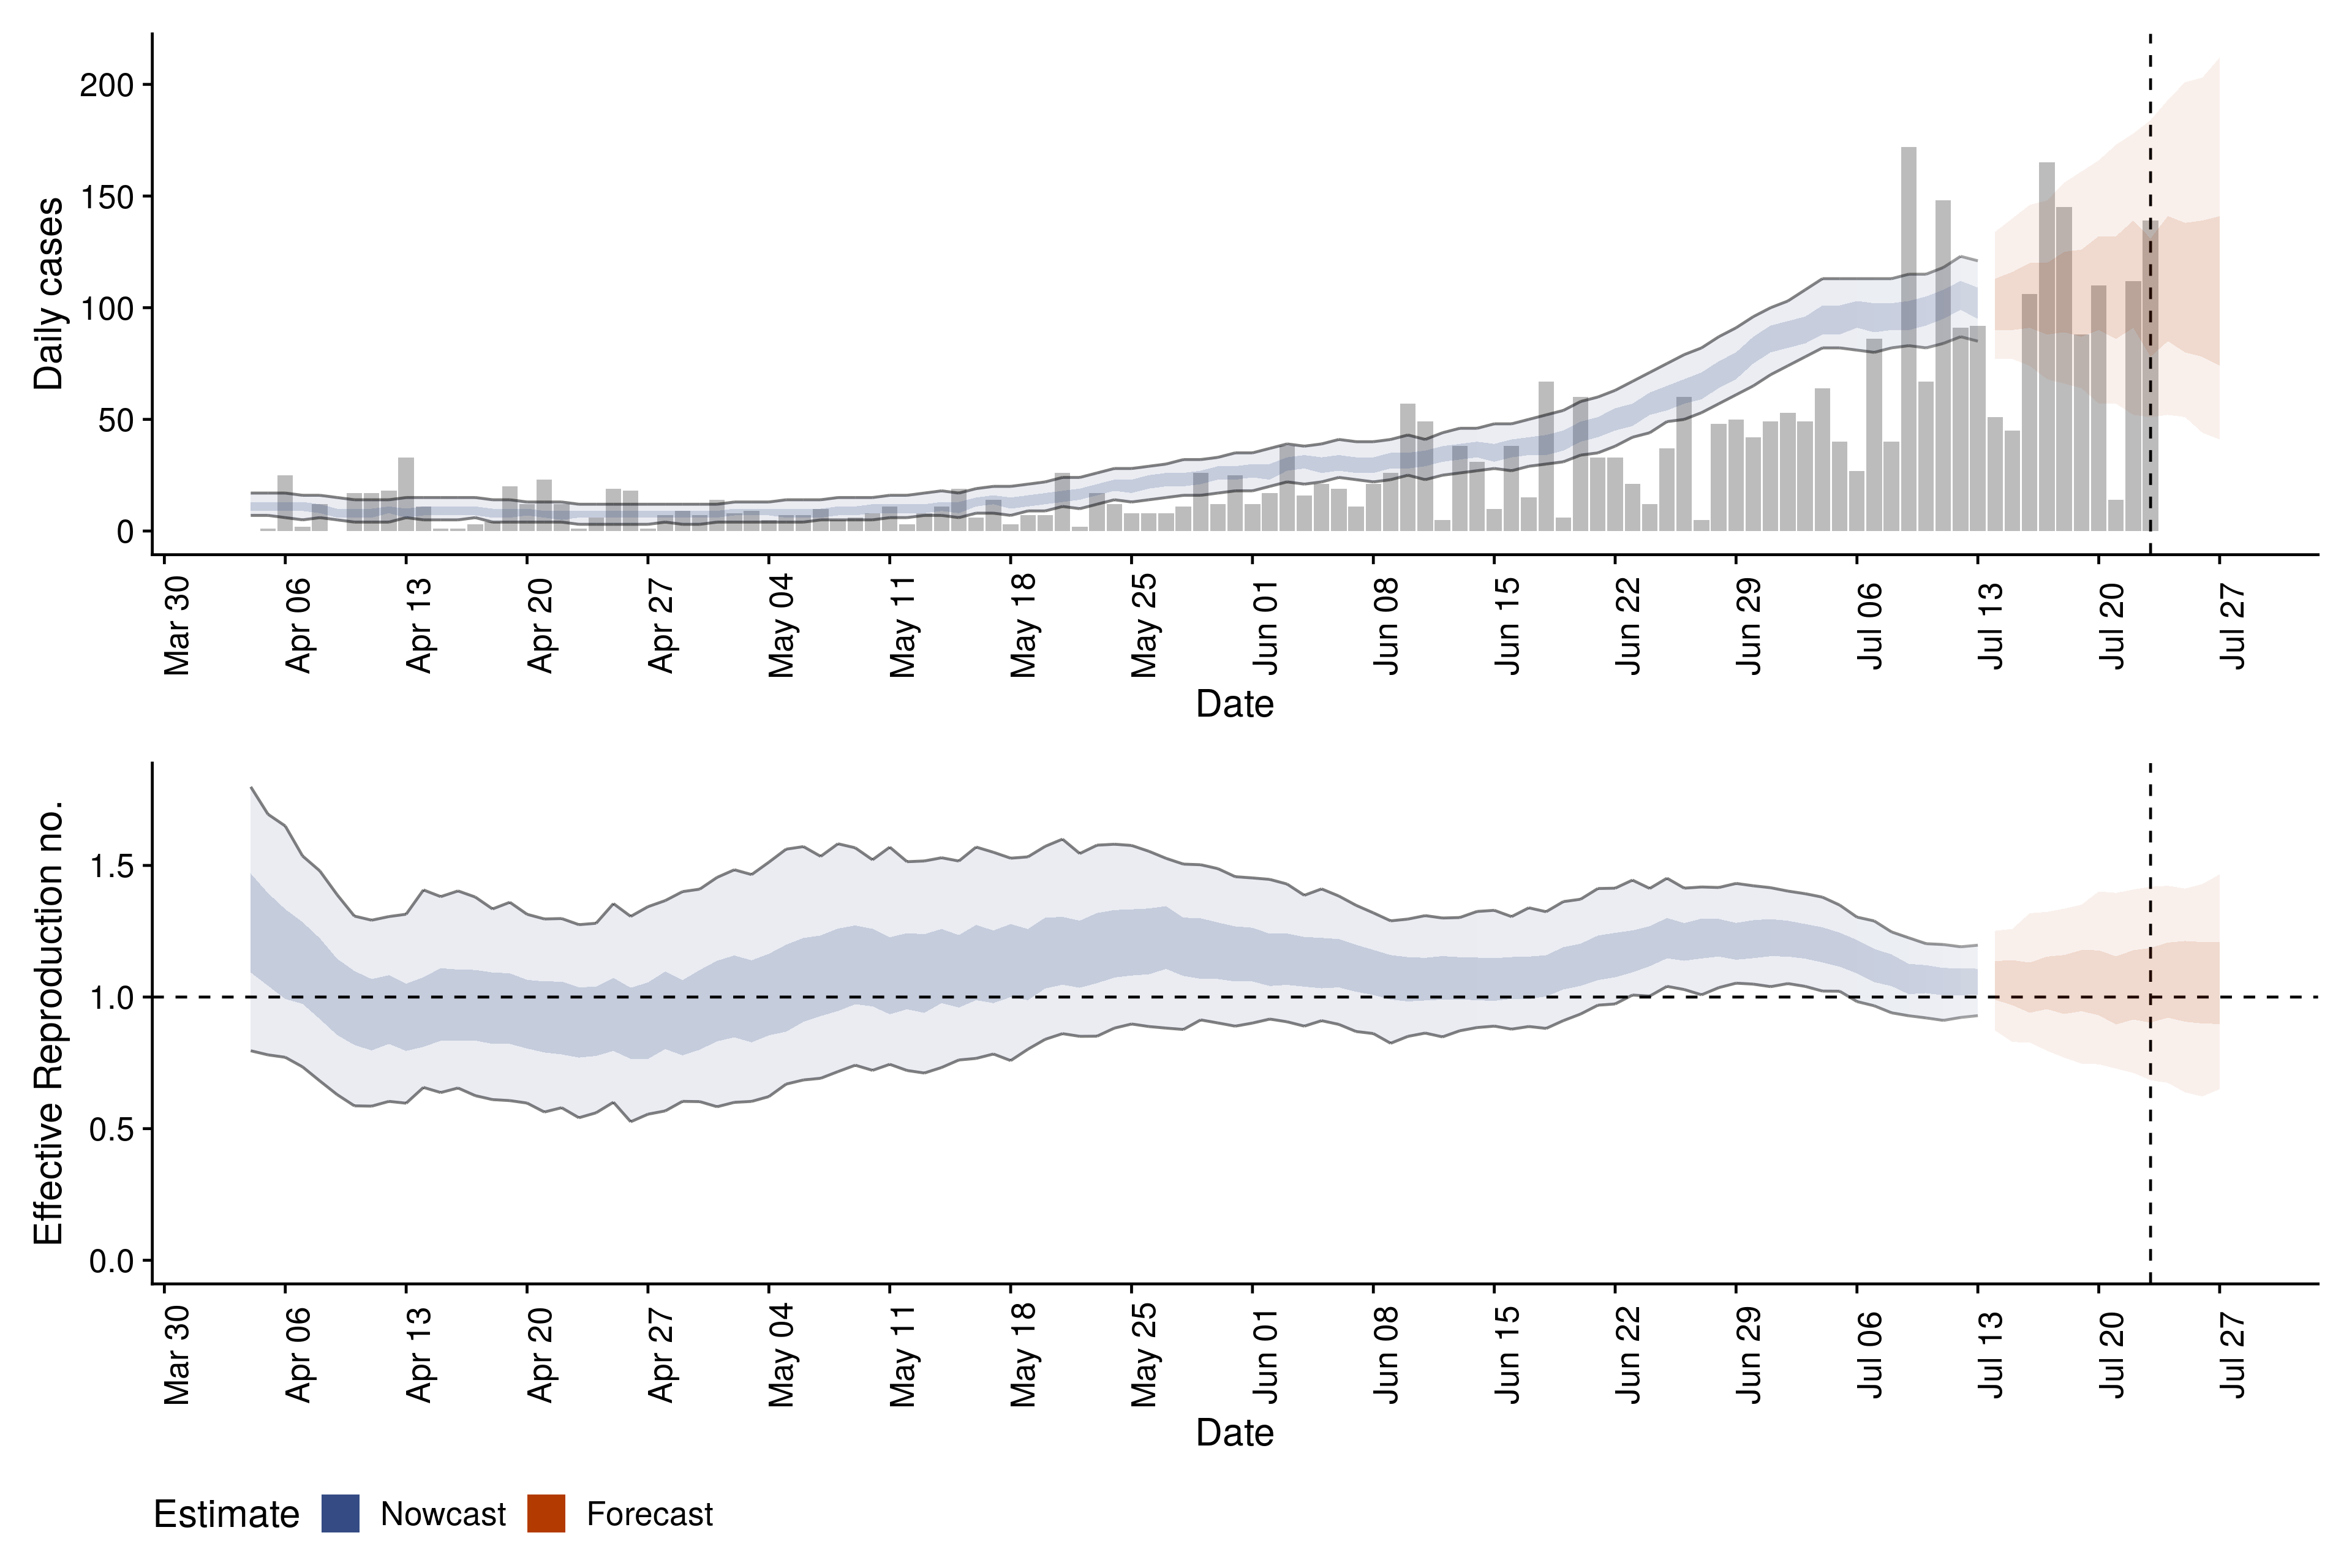 Daily cases
200
150
100
50
0
Mar 30 Apr 06 Apr 13 Apr 20 Apr 27 May 04 May 11 May 18 May 25 Jun 01 Jun 08 Jun 15 Jun 22 Jun 29 Jul 06 Jul 13 Jul 20 Jul 27
Date
Effective Reproduction no.
1.5
1.0
0.5
0.0
Mar 30 Apr 06 Apr 13 Apr 20 Apr 27 May 04 May 11 May 18 May 25 Jun 01 Jun 08 Jun 15 Jun 22 Jun 29 Jul 06 Jul 13 Jul 20 Jul 27
Date
Estimate Nowcast Forecast